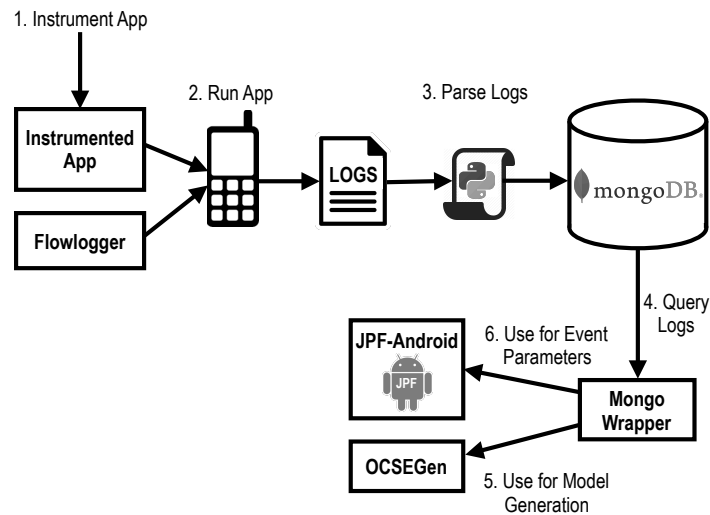 1. Instrument App
2. Run App
3. Parse Logs
Instrumented
App
LOGS
mongoDB.
Flowlogger
4. Query
Logs
JPF-Android
JPF
6. Use for Event
Parameters
Mongo
Wrapper
OCSEGen
5. Use for Model
Generation